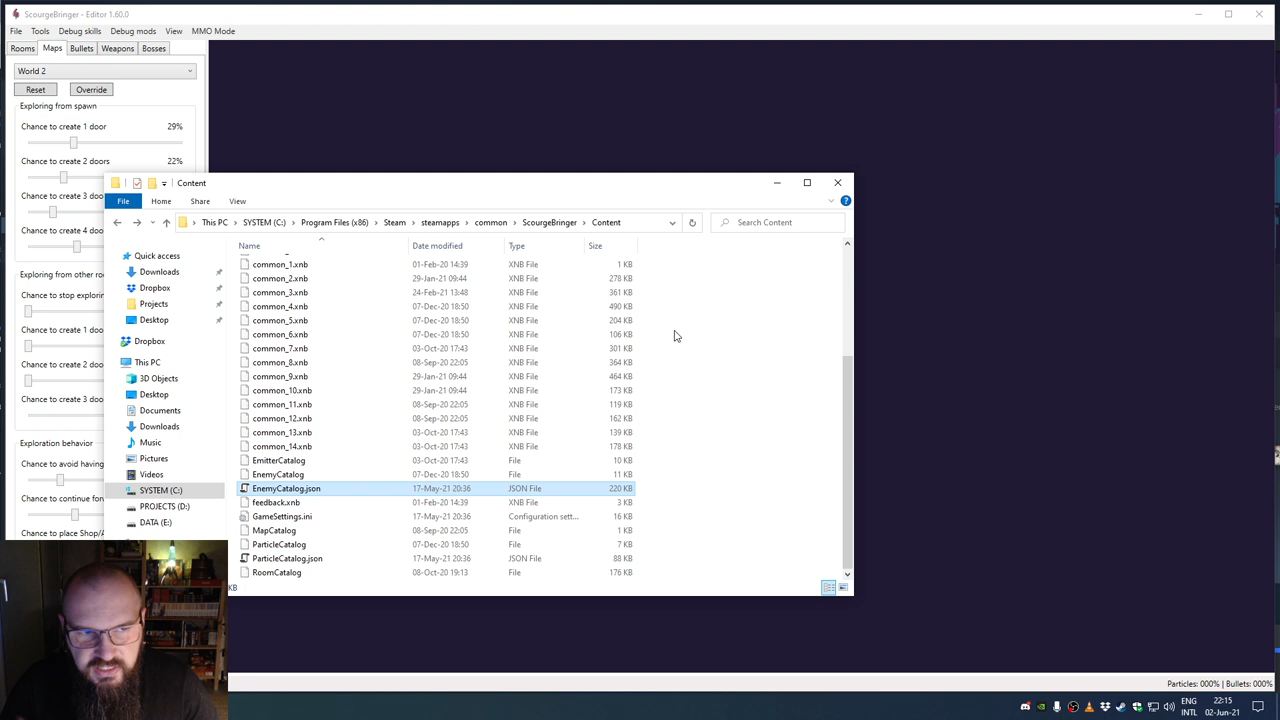 ScourgeBringer - Editor 1.60.0
File Tools Debug skills Debug mods View MMO Mode
Rooms Maps Bullets Weapons Bosses
World 2
Reset Override
Exploring from spawn
Chance to create 1 door 29%
Chance to create 2 doors 22%
Chance to create 3
Chance to create 4
Exploring from other
Chance to stop explorin
Chance to create 1 doo
Chance to create 2 doo
Chance to create 3 doo
Exploration behavior
Chance to avoid having
Chance to continue fon
Chance to place Shop/A
Content
File Home Share View
This PC SYSTEM (C:) Program Files (x86) Steam steamapps common ScourgeBringer Content
Search Content
Quick access
Downloads
Dropbox
Projects
Desktop
Dropbox
This PC
3D Objects
Desktop
Documents
Downloads
Music
Pictures
Videos
SYSTEM (C:)
PROJECTS (D:)
DATA (E:)
Name Date modified Type Size
common_1.xnb 01-Feb-20 14:39 XNB File 1 KB
common_2.xnb 29-Jan-21 09:44 XNB File 278 KB
common_3.xnb 24-Feb-21 13:48 XNB File 361 KB
common_4.xnb 07-Dec-20 18:50 XNB File 490 KB
common_5.xnb 07-Dec-20 18:50 XNB File 204 KB
common_6.xnb 07-Dec-20 18:50 XNB File 106 KB
common_7.xnb 03-Oct-20 17:43 XNB File 301 KB
common_8.xnb 08-Sep-20 22:05 XNB File 364 KB
common_9.xnb 29-Jan-21 09:44 XNB File 464 KB
common_10.xnb 29-Jan-21 09:44 XNB File 173 KB
common_11.xnb 08-Sep-20 22:05 XNB File 119 KB
common_12.xnb 08-Sep-20 22:05 XNB File 162 KB
common_13.xnb 03-Oct-20 17:43 XNB File 139 KB
common_14.xnb 03-Oct-20 17:43 XNB File 178 KB
EmitterCatalog 03-Oct-20 17:43 File 10 KB
EnemyCatalog 07-Dec-20 18:50 File 11 KB
EnemyCatalog.json 17-May-21 20:36 JSON File 220 KB
feedback.xnb 01-Feb-20 14:39 XNB File 3 KB
GameSettings.ini 17-May-21 20:36 Configuration sett... 16 KB
MapCatalog 08-Sep-20 22:05 File 1 KB
ParticleCatalog 07-Dec-20 18:50 File 7 KB
ParticleCatalog.json 17-May-21 20:36 JSON File 88 KB
RoomCatalog 08-Oct-20 19:13 File 176 KB
KB
Particles: 000% | Bullets: 000%
ENG
INTL
22:15
02-Jun-21